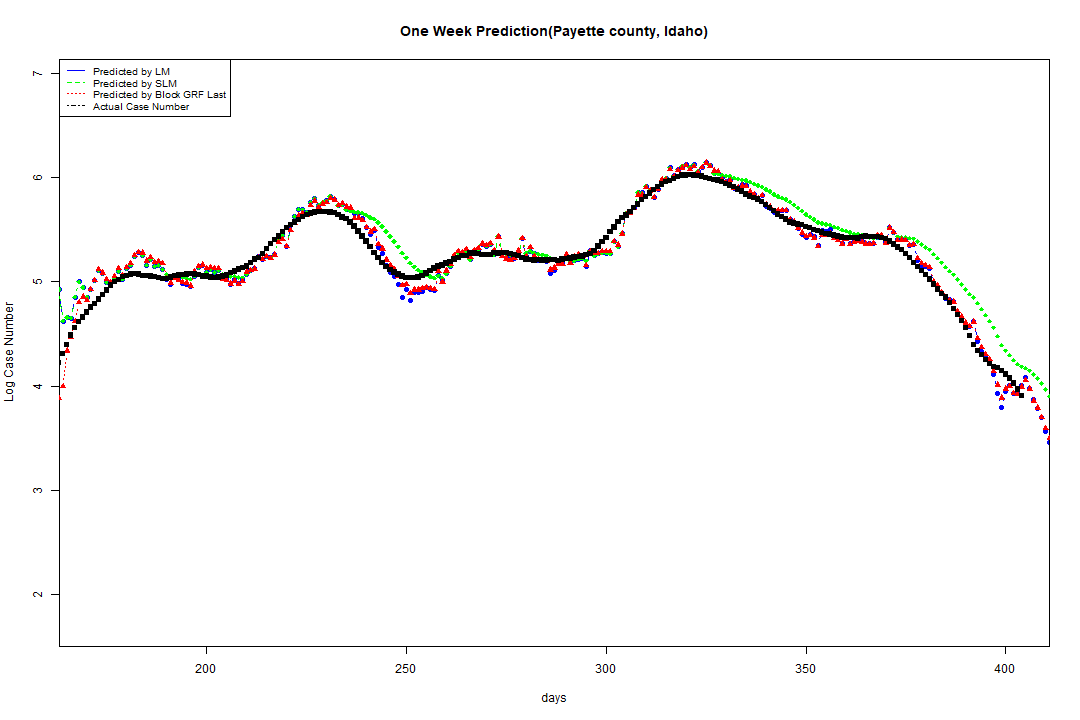 One Week Prediction(Payette county, Idaho)
Predicted by LM
Predicted by SLM
Predicted by Block GRF Last
Actual Case Number
Log Case Number
7
6
5
4
3
2
200
250
300
350
400
days